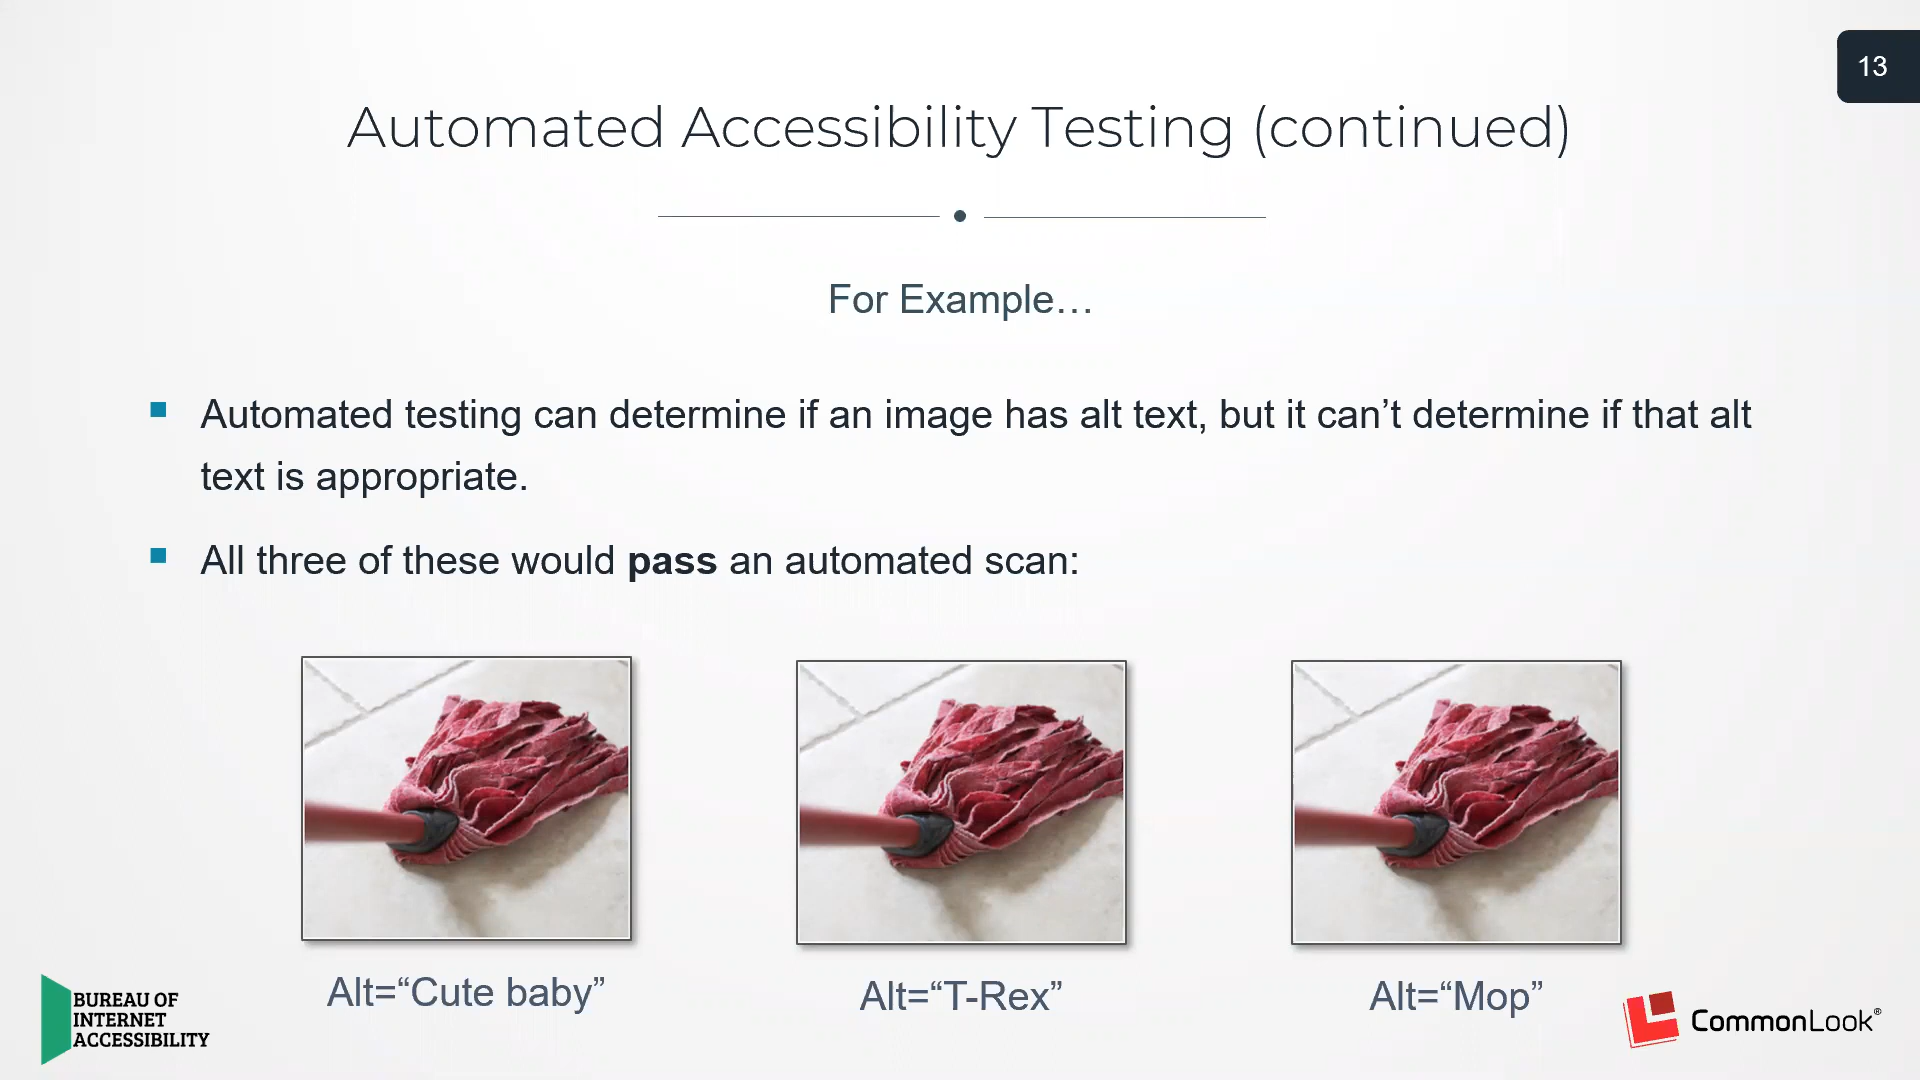 13
Automated Accessibility Testing (continued)
For Example…
Automated testing can determine if an image has alt text, but it can’t determine if that alt
text is appropriate.
All three of these would pass an automated scan:
Alt=“Cute baby”
Alt=“T-Rex”
Alt=“Mop”
BUREAU OF
INTERNET
ACCESSIBILITY
CommonLook®